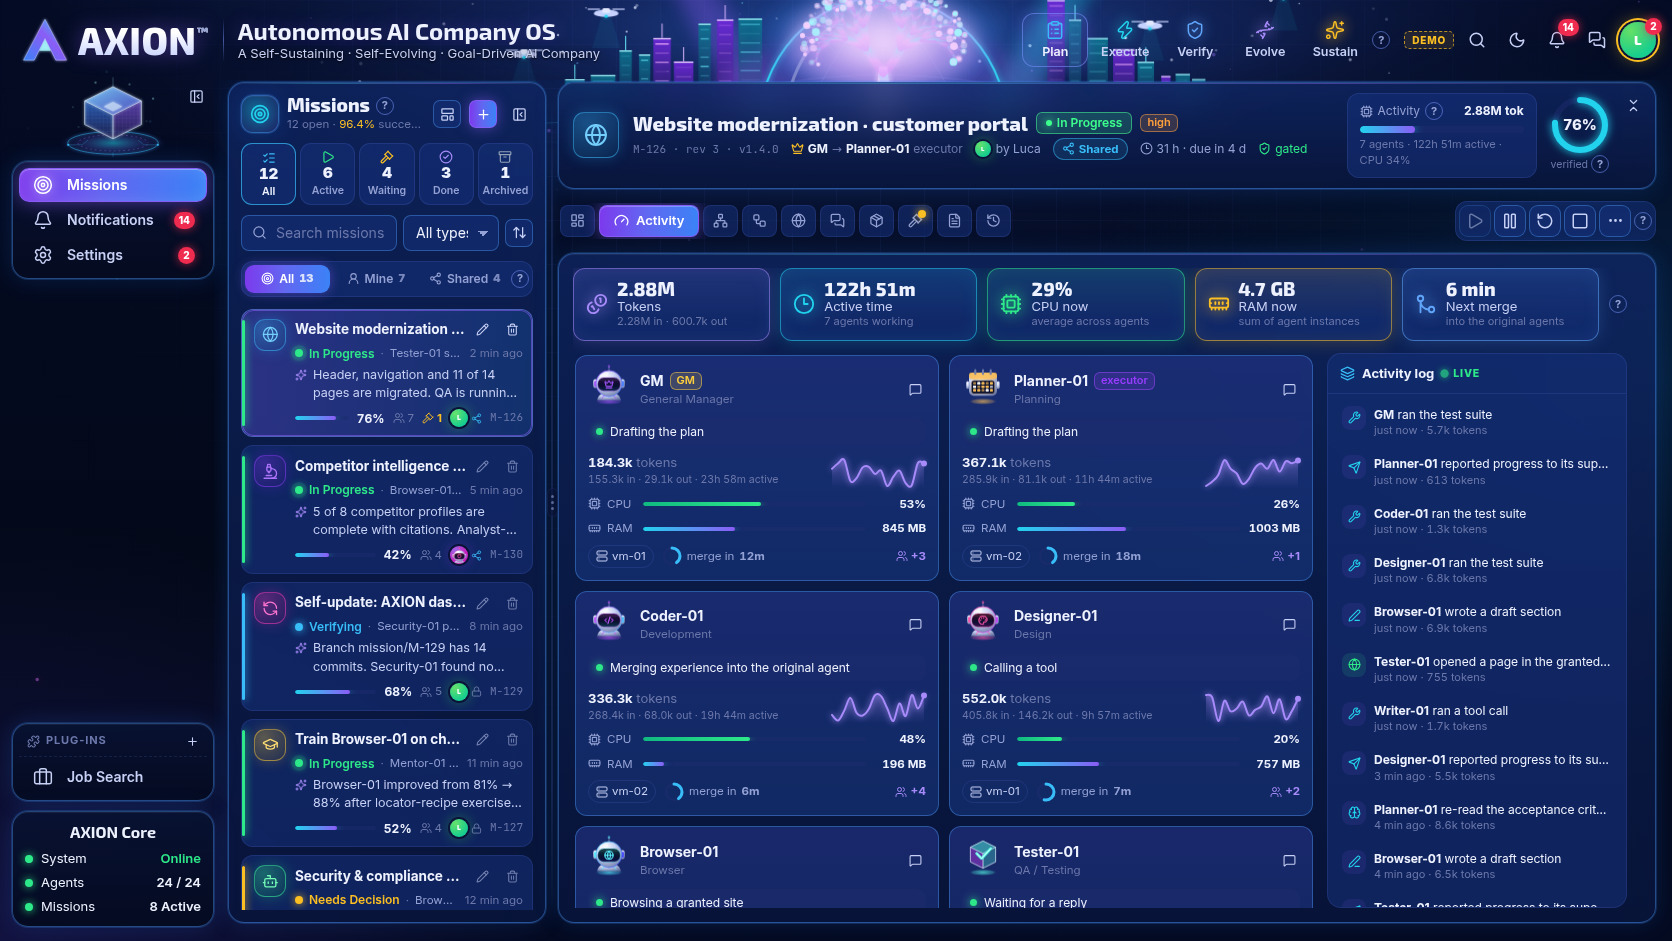 AXION™
Autonomous AI Company OS
A Self-Sustaining · Self-Evolving · Goal-Driven AI Company
Plan
Execute
Verify
Evolve
Sustain
?
DEMO
14
L
2
Missions
Notifications 14
Settings 2
PLUG-INS +
Job Search
AXION Core
System Online
Agents 24 / 24
Missions 8 Active
Missions ?
12 open · 96.4% succe...
12 All
6 Active
4 Waiting
3 Done
1 Archived
Search missions
All types
All 13
Mine 7
Shared 4
?
Website modernization ...
In Progress · Tester-01 s... 2 min ago
Header, navigation and 11 of 14
pages are migrated. QA is runnin...
76% 7 1 L M-126
Competitor intelligence ...
In Progress · Browser-01... 5 min ago
5 of 8 competitor profiles are
complete with citations. Analyst-...
42% 4 M-130
Self-update: AXION das...
Verifying · Security-01 p... 8 min ago
Branch mission/M-129 has 14
commits. Security-01 found no...
68% 5 L M-129
Train Browser-01 on ch...
In Progress · Mentor-01 ... 11 min ago
Browser-01 improved from 81% →
88% after locator-recipe exercise...
52% 4 L M-127
Security & compliance ...
Needs Decision · Brow... 12 min ago
Website modernization · customer portal In Progress high
M-126 · rev 3 · v1.4.0 GM → Planner-01 executor L by Luca Shared 31 h · due in 4 d gated
Activity ? 2.88M tok
7 agents · 122h 51m active ·
CPU 34%
76%
verified ?
Activity
?
2.88M
Tokens
2.28M in · 600.7k out
122h 51m
Active time
7 agents working
29%
CPU now
average across agents
4.7 GB
RAM now
sum of agent instances
6 min
Next merge
into the original agents
?
GM GM
General Manager
Drafting the plan
184.3k tokens
155.3k in · 29.1k out · 23h 58m active
CPU 53%
RAM 845 MB
vm-01 merge in 12m +3
Planner-01 executor
Planning
Drafting the plan
367.1k tokens
285.9k in · 81.1k out · 11h 44m active
CPU 26%
RAM 1003 MB
vm-02 merge in 18m +1
Coder-01
Development
Merging experience into the original agent
336.3k tokens
268.4k in · 68.0k out · 19h 44m active
CPU 48%
RAM 196 MB
vm-02 merge in 6m +4
Designer-01
Design
Calling a tool
552.0k tokens
405.8k in · 146.2k out · 9h 57m active
CPU 20%
RAM 757 MB
vm-01 merge in 7m +2
Browser-01
Browser
Browsing a granted site
Tester-01
QA / Testing
Waiting for a reply
Activity log LIVE
GM ran the test suite
just now · 5.7k tokens
Planner-01 reported progress to its sup...
just now · 613 tokens
Coder-01 ran the test suite
just now · 1.3k tokens
Designer-01 ran the test suite
just now · 6.8k tokens
Browser-01 wrote a draft section
just now · 6.9k tokens
Tester-01 opened a page in the granted...
just now · 755 tokens
Writer-01 ran a tool call
just now · 1.7k tokens
Designer-01 reported progress to its su...
3 min ago · 5.5k tokens
Planner-01 re-read the acceptance crit...
4 min ago · 8.6k tokens
Browser-01 wrote a draft section
4 min ago · 6.5k tokens
Tester-01 reported progress to its supe...